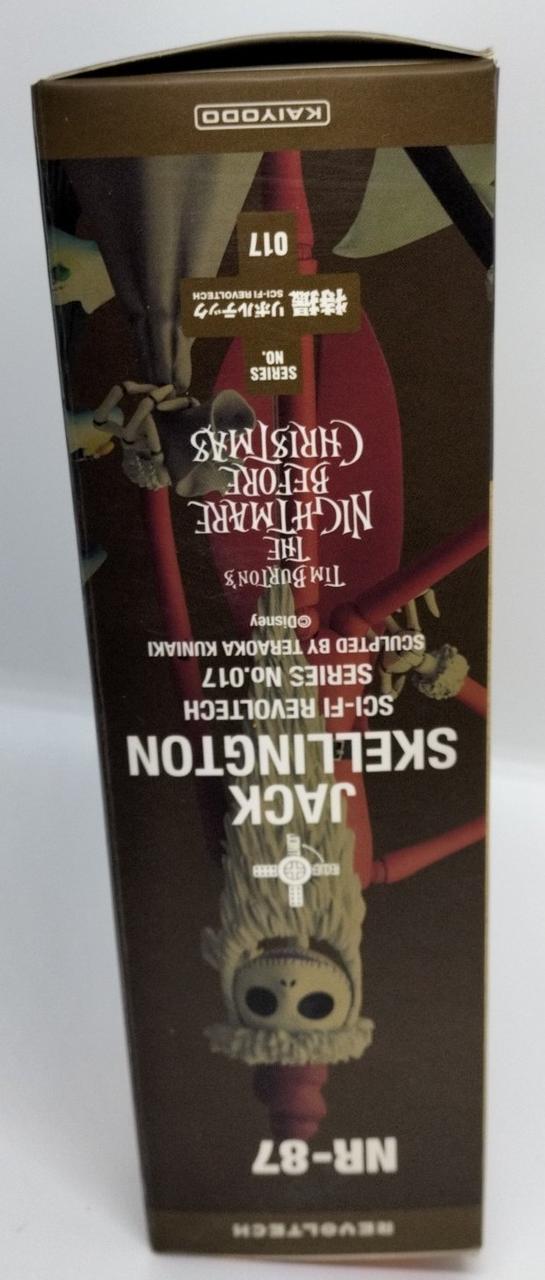 REVOLTECH
NR-87
JACK
SKELLINGTON
SCI-FI REVOLTECH
SERIES No.017
SCULPTED BY TERAOKA KUNIAKI
©Disney
TIM BURTON'S
THE
NIGHTMARE
BEFORE
CHRISTMAS
SERIES
NO.
特撮 リボルテック
SCI-FI REVOLTECH
017
KAIYODO